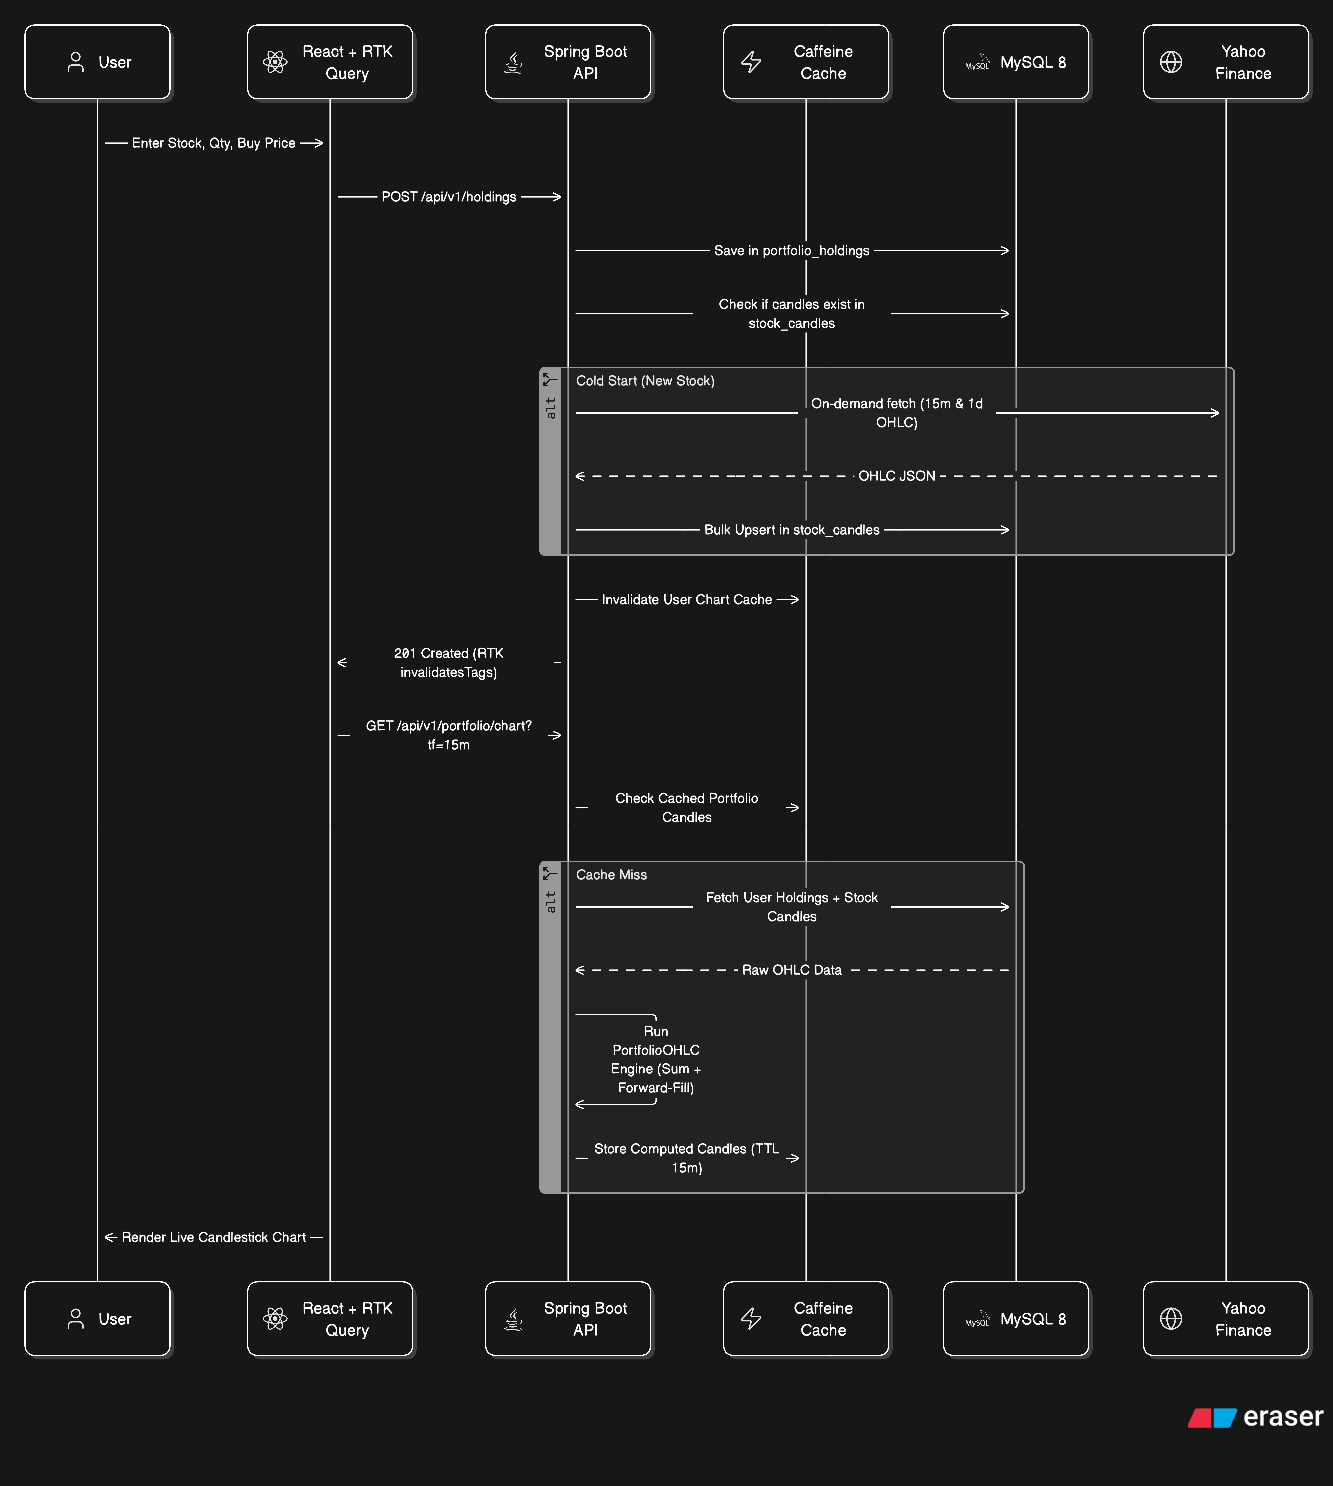 User
React + RTK
Query
Spring Boot
API
Caffeine
Cache
MySQL
MySQL 8
Yahoo
Finance
Enter Stock, Qty, Buy Price
POST /api/v1/holdings
Save in portfolio_holdings
Check if candles exist in
stock_candles
alt
Cold Start (New Stock)
On-demand fetch (15m & 1d
OHLC)
OHLC JSON
Bulk Upsert in stock_candles
Invalidate User Chart Cache
201 Created (RTK
invalidatesTags)
GET /api/v1/portfolio/chart?
tf=15m
Check Cached Portfolio
Candles
alt
Cache Miss
Fetch User Holdings + Stock
Candles
Raw OHLC Data
Run
PortfolioOHLC
Engine (Sum +
Forward-Fill)
Store Computed Candles (TTL
15m)
Render Live Candlestick Chart
User
React + RTK
Query
Spring Boot
API
Caffeine
Cache
MySQL
MySQL 8
Yahoo
Finance
eraser